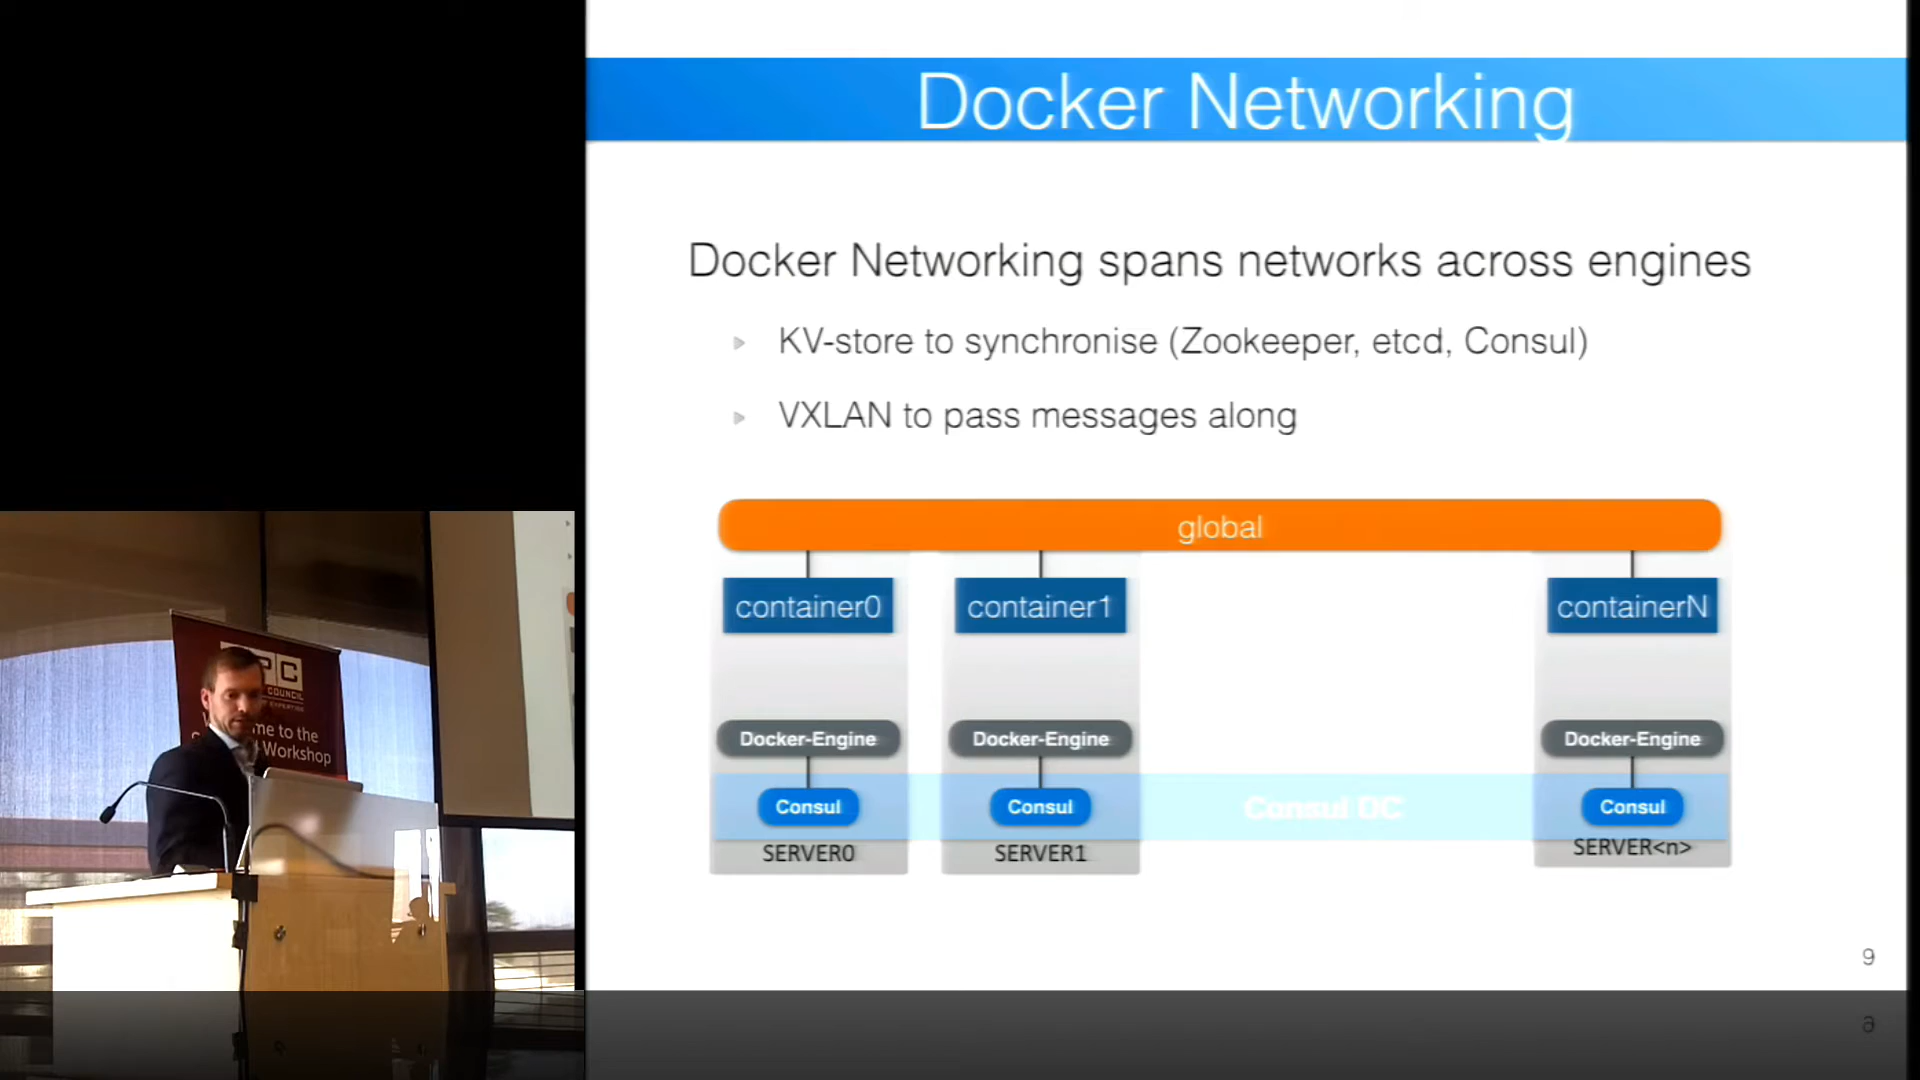 Docker Networking
Docker Networking spans networks across engines
KV-store to synchronise (Zookeeper, etcd, Consul)
VXLAN to pass messages along
global
container0 container1 containerN
Docker-Engine Docker-Engine Docker-Engine
Consul Consul Consul DC Consul
SERVER0 SERVER1 SERVER<n>
9
COUNCIL
me to the
Workshop